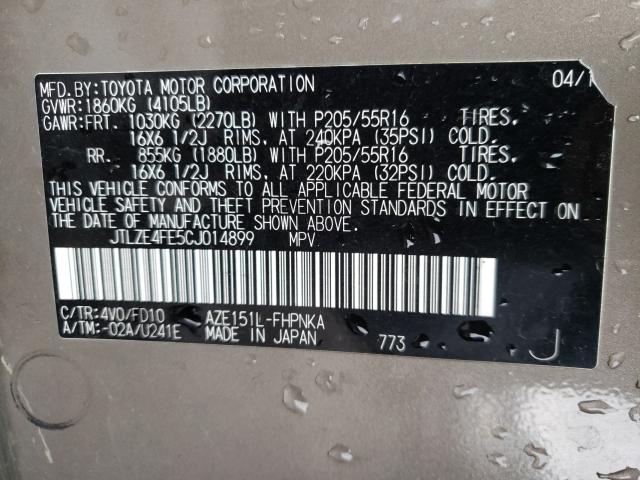 MFD. BY: TOYOTA MOTOR CORPORATION 04/1
GVWR: 1860KG (4105LB)
GAWR: FRT. 1030KG (2270LB) WITH P205/55R16 TIRES,
16X6 1/2J RIMS, AT 240KPA (35PSI) COLD.
RR. 855KG (1880LB) WITH P205/55R16 TIRES,
16X6 1/2J RIMS, AT 220KPA (32PSI) COLD.
THIS VEHICLE CONFORMS TO ALL APPLICABLE FEDERAL MOTOR
VEHICLE SAFETY AND THEFT PREVENTION STANDARDS IN EFFECT ON
THE DATE OF MANUFACTURE SHOWN ABOVE.
JTLZE4FE5CJ014899 MPV
C/TR: 4V0/FD10 AZE151L-FHPNKA
A/TM: -02A/U241E MADE IN JAPAN 773 J